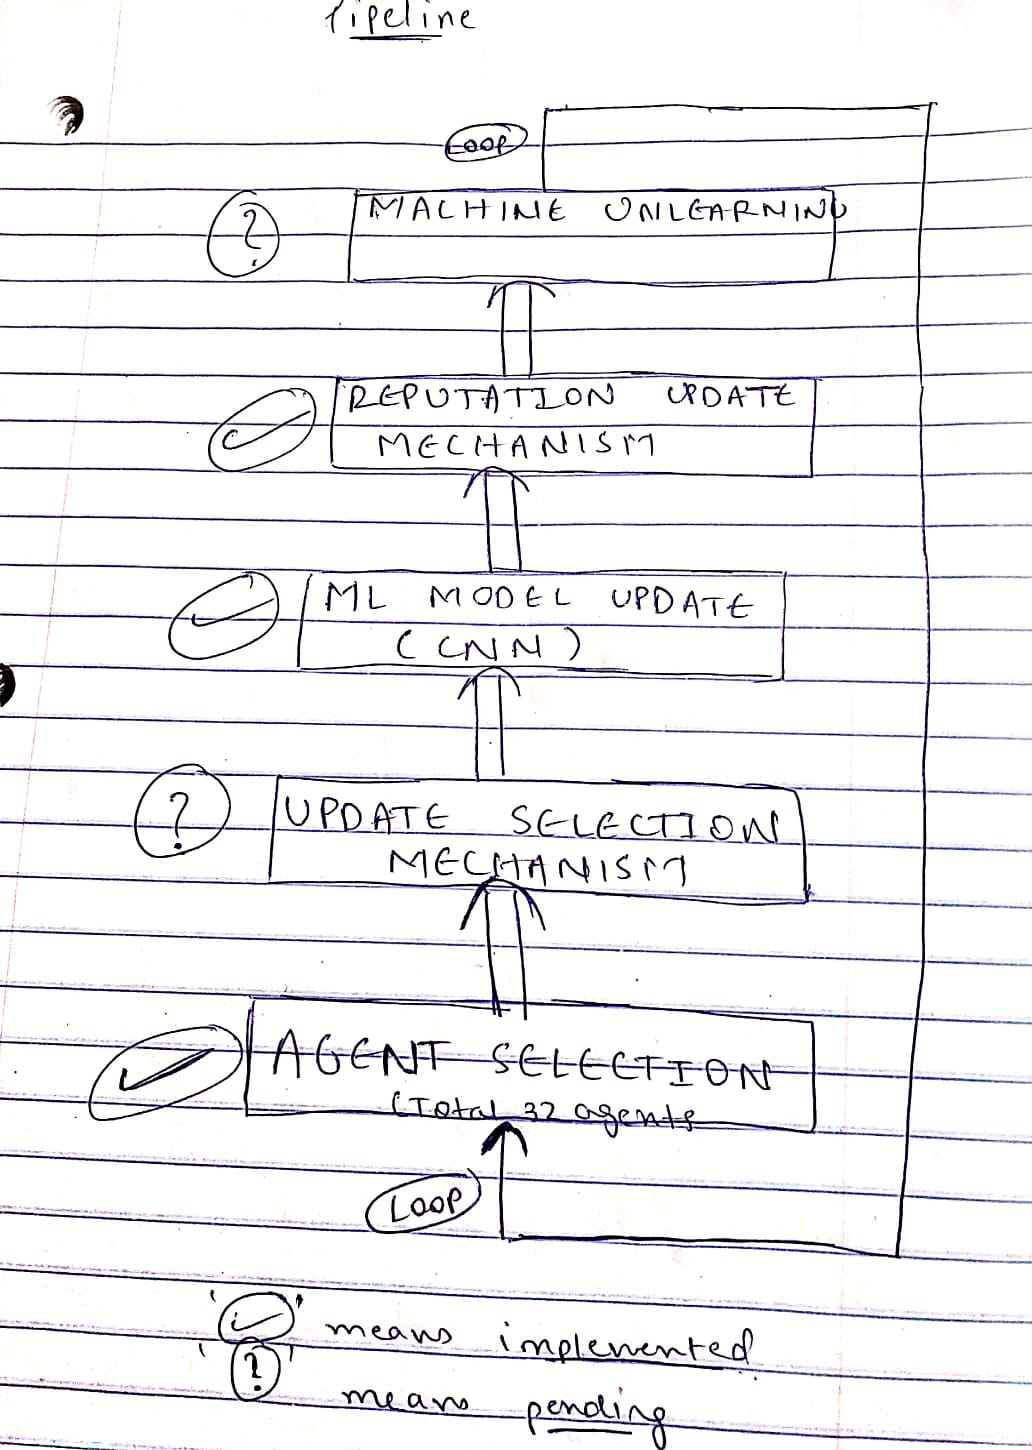 Pipeline
LOOP
?
MACHINE UNLEARNING
REPUTATION UPDATE
MECHANISM
ML MODEL UPDATE
(CNN)
?
UPDATE SELECTION
MECHANISM
AGENT SELECTION
(Total 32 agents
LOOP
" ✓ " means implemented
' ? ' means pending